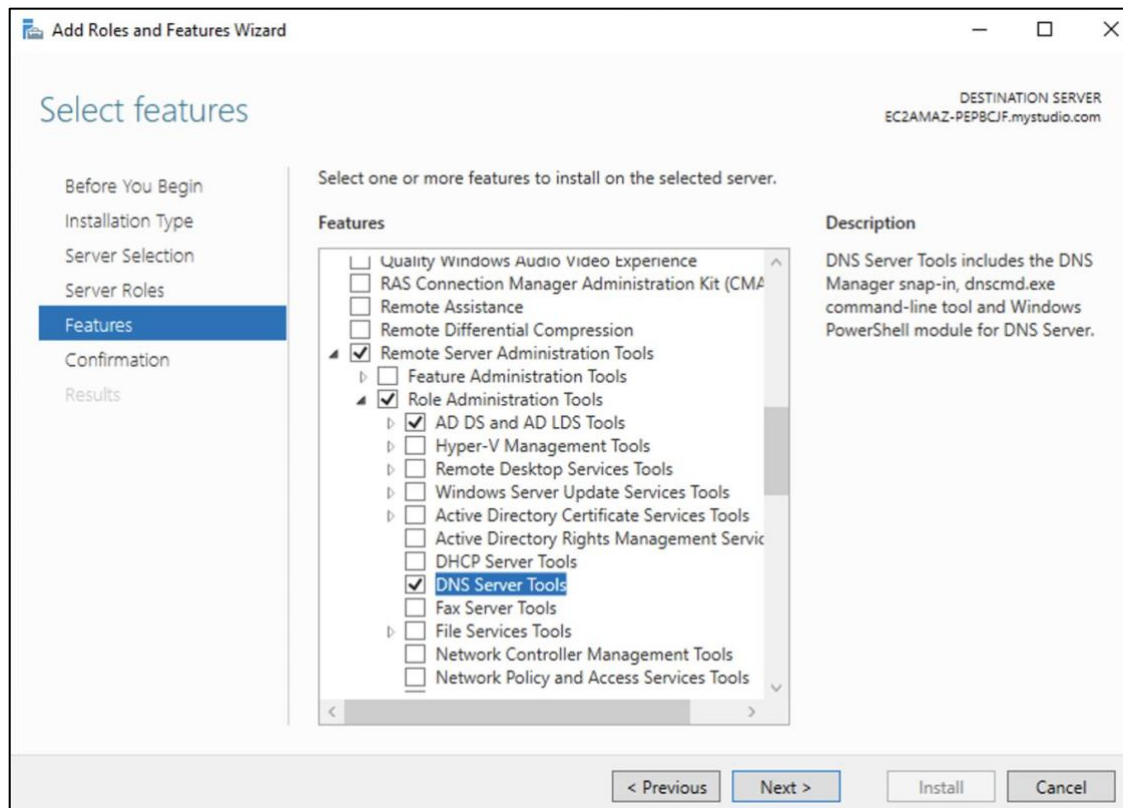 Add Roles and Features Wizard
Select features
DESTINATION SERVER
EC2AMAZ-PEPBCJF.mystudio.com
Before You Begin
Installation Type
Server Selection
Server Roles
Features
Confirmation
Results
Select one or more features to install on the selected server.
Features
Quality Windows Audio Video Experience
RAS Connection Manager Administration Kit (CMA
Remote Assistance
Remote Differential Compression
Remote Server Administration Tools
Feature Administration Tools
Role Administration Tools
AD DS and AD LDS Tools
Hyper-V Management Tools
Remote Desktop Services Tools
Windows Server Update Services Tools
Active Directory Certificate Services Tools
Active Directory Rights Management Servic
DHCP Server Tools
DNS Server Tools
Fax Server Tools
File Services Tools
Network Controller Management Tools
Network Policy and Access Services Tools
Description
DNS Server Tools includes the DNS
Manager snap-in, dnscmd.exe
command-line tool and Windows
PowerShell module for DNS Server.
< Previous
Next >
Install
Cancel